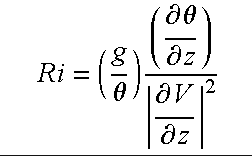 Ri = (g/θ) (∂θ/∂z) / |∂V/∂z|²